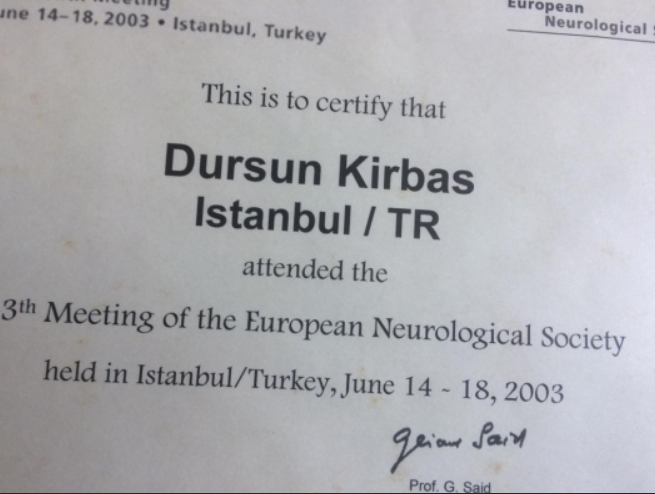 June 14–18, 2003 • Istanbul, Turkey
European
Neurological
This is to certify that
Dursun Kirbas
Istanbul / TR
attended the
3th Meeting of the European Neurological Society
held in Istanbul/Turkey, June 14 - 18, 2003
Prof. G. Said